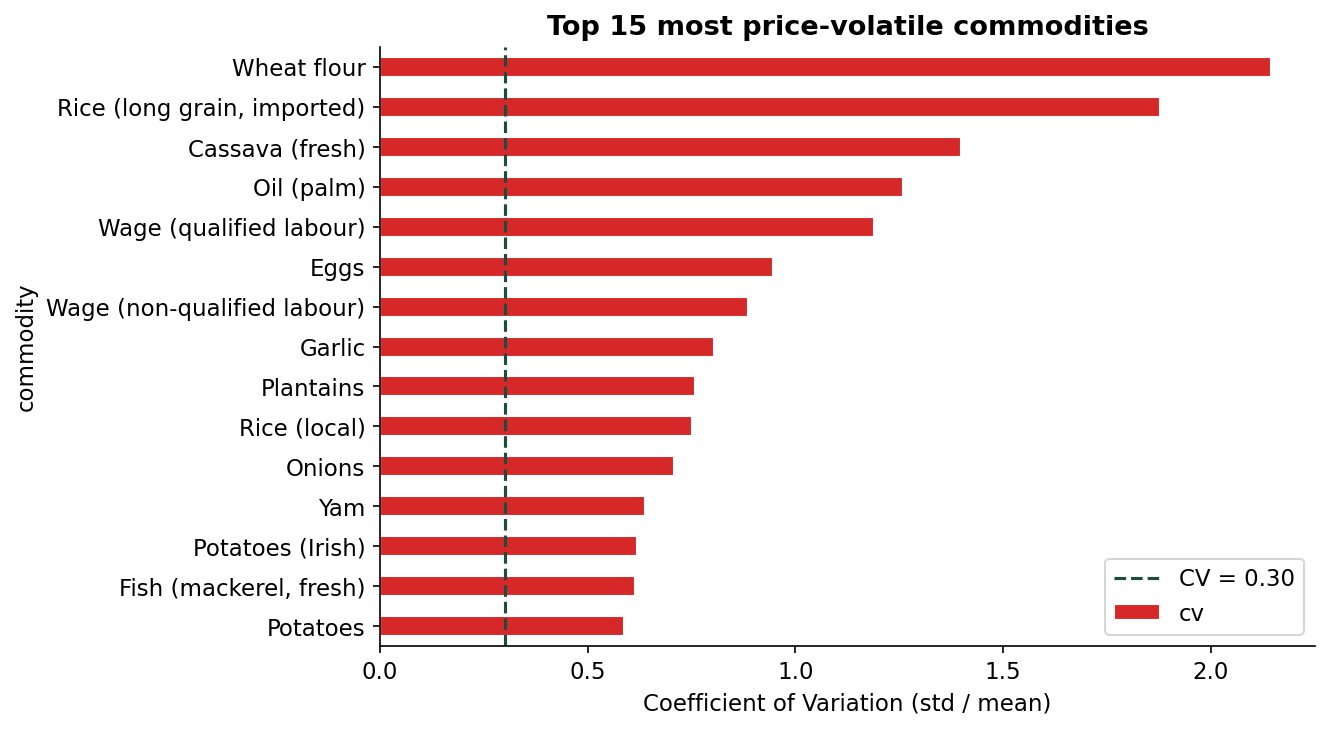 Top 15 most price-volatile commodities
commodity
Wheat flour
Rice (long grain, imported)
Cassava (fresh)
Oil (palm)
Wage (qualified labour)
Eggs
Wage (non-qualified labour)
Garlic
Plantains
Rice (local)
Onions
Yam
Potatoes (Irish)
Fish (mackerel, fresh)
Potatoes
CV = 0.30
cv
0.0 0.5 1.0 1.5 2.0
Coefficient of Variation (std / mean)